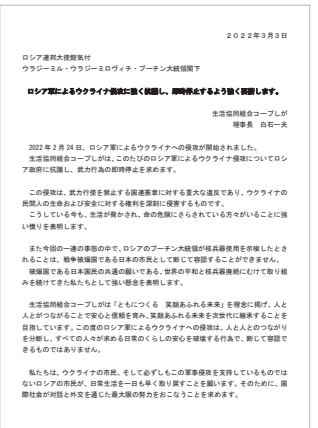 2022年3月3日
ロシア連邦大使館気付
ウラジーミル・ウラジーミロヴィチ・プーチン大統領閣下
ロシア軍によるウクライナ侵攻に強く抗議し、即時停止するよう強く要請します。
生活協同組合コープしが
理事長 白石一夫
2022年2月24日、ロシア軍によるウクライナへの侵攻が開始されました。
生活協同組合コープしがは、このたびのロシア軍によるウクライナ侵攻についてロシ
ア政府に抗議し、武力行為の即時停止を求めます。
この侵攻は、武力行使を禁止する国連憲章に対する重大な違反であり、ウクライナの
民間人の生命および安全に対する権利を深刻に侵害するものです。
こうしている今も、生活が脅かされ、命の危険にさらされている方々がいることに強
い憤りを表明します。
また今回の一連の事態の中で、ロシアのプーチン大統領が核兵器使用を示唆したとさ
れることは、戦争被爆国である日本の市民として断じて容認することができません。
被爆国である日本国民の共通の願いである、世界の平和と核兵器廃絶にむけて取り組
みを続けてきた私たちとして強い懸念を表明します。
生活協同組合コープしがは「ともにつくる 笑顔あふれる未来」を理念に掲げ、人と
人とがつながることで安心と信頼を育み、笑顔あふれる未来を次世代に継承することを
目指しています。この度のロシア軍によるウクライナへの侵攻は、人と人とのつながり
を分断し、すべての人々が求める日常のくらしの安心を破壊する行為で、断じて容認で
きるものではありません。
私たちは、ウクライナの市民、そして必ずしもこの軍事侵攻を支持しているものでは
ないロシアの市民が、日常生活を一日も早く取り戻すことを願います。そのために、国
際社会が対話と外交を通じた最大限の努力をおこなうことを求めます。